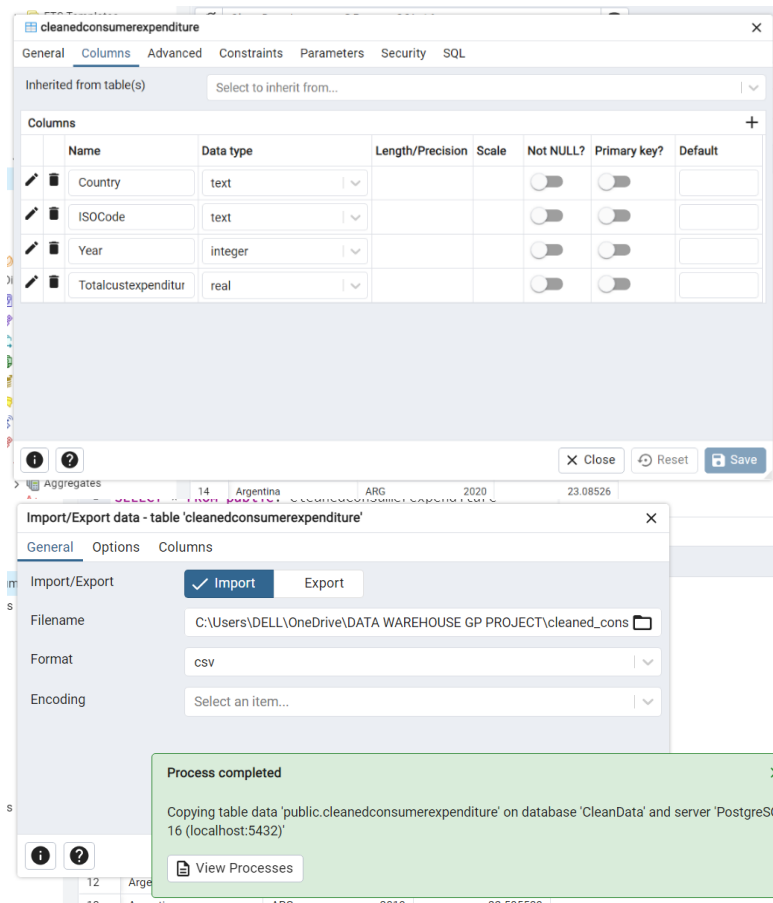 cleanedconsumerexpenditure
General Columns Advanced Constraints Parameters Security SQL
Inherited from table(s) Select to inherit from...
Columns
Name Data type Length/Precision Scale Not NULL? Primary key? Default
Country text
ISOCode text
Year integer
Totalcustexpenditur real
Close Reset Save
Aggregates
14 Argentina ARG 2020 23.08526
Import/Export data - table 'cleanedconsumerexpenditure'
General Options Columns
Import/Export Import Export
Filename C:\Users\DELL\OneDrive\DATA WAREHOUSE GP PROJECT\cleaned_cons
Format csv
Encoding Select an item...
Process completed
Copying table data 'public.cleanedconsumerexpenditure' on database 'CleanData' and server 'PostgreSQ
16 (localhost:5432)'
View Processes
12 Arge